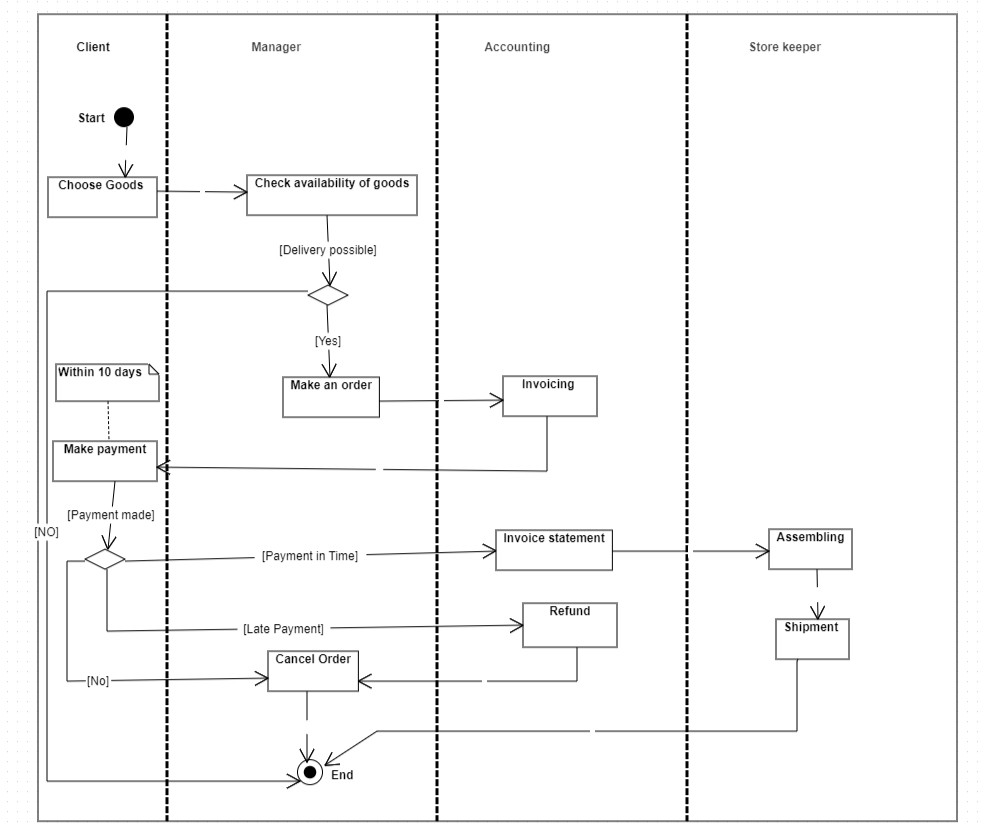 Client
Manager
Accounting
Store keeper
Start
Choose Goods
Check availability of goods
[Delivery possible]
[Yes]
Within 10 days
Make an order
Invoicing
Make payment
[Payment made]
[NO]
[Payment in Time]
Invoice statement
Assembling
Refund
[Late Payment]
Shipment
Cancel Order
[No]
End